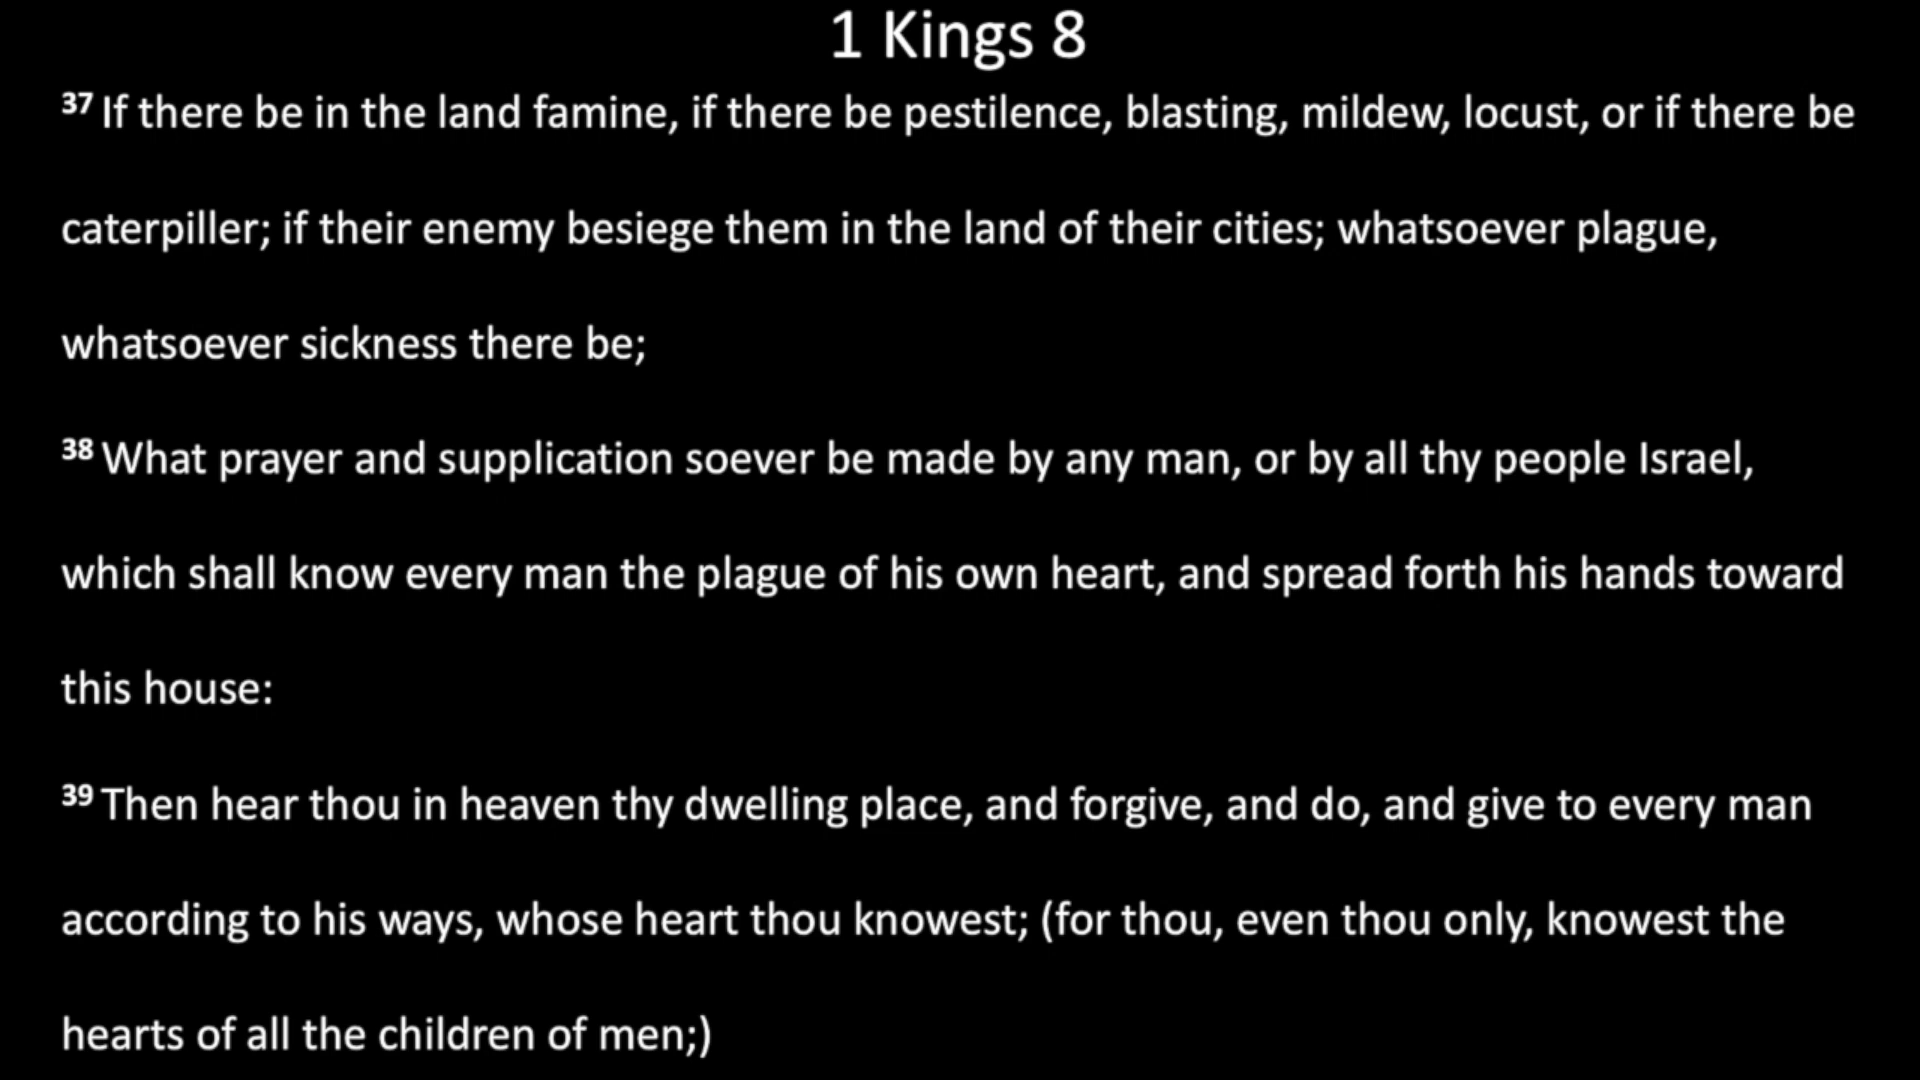 1 Kings 8
37 If there be in the land famine, if there be pestilence, blasting, mildew, locust, or if there be
caterpiller; if their enemy besiege them in the land of their cities; whatsoever plague,
whatsoever sickness there be;
38 What prayer and supplication soever be made by any man, or by all thy people Israel,
which shall know every man the plague of his own heart, and spread forth his hands toward
this house:
39 Then hear thou in heaven thy dwelling place, and forgive, and do, and give to every man
according to his ways, whose heart thou knowest; (for thou, even thou only, knowest the
hearts of all the children of men;)